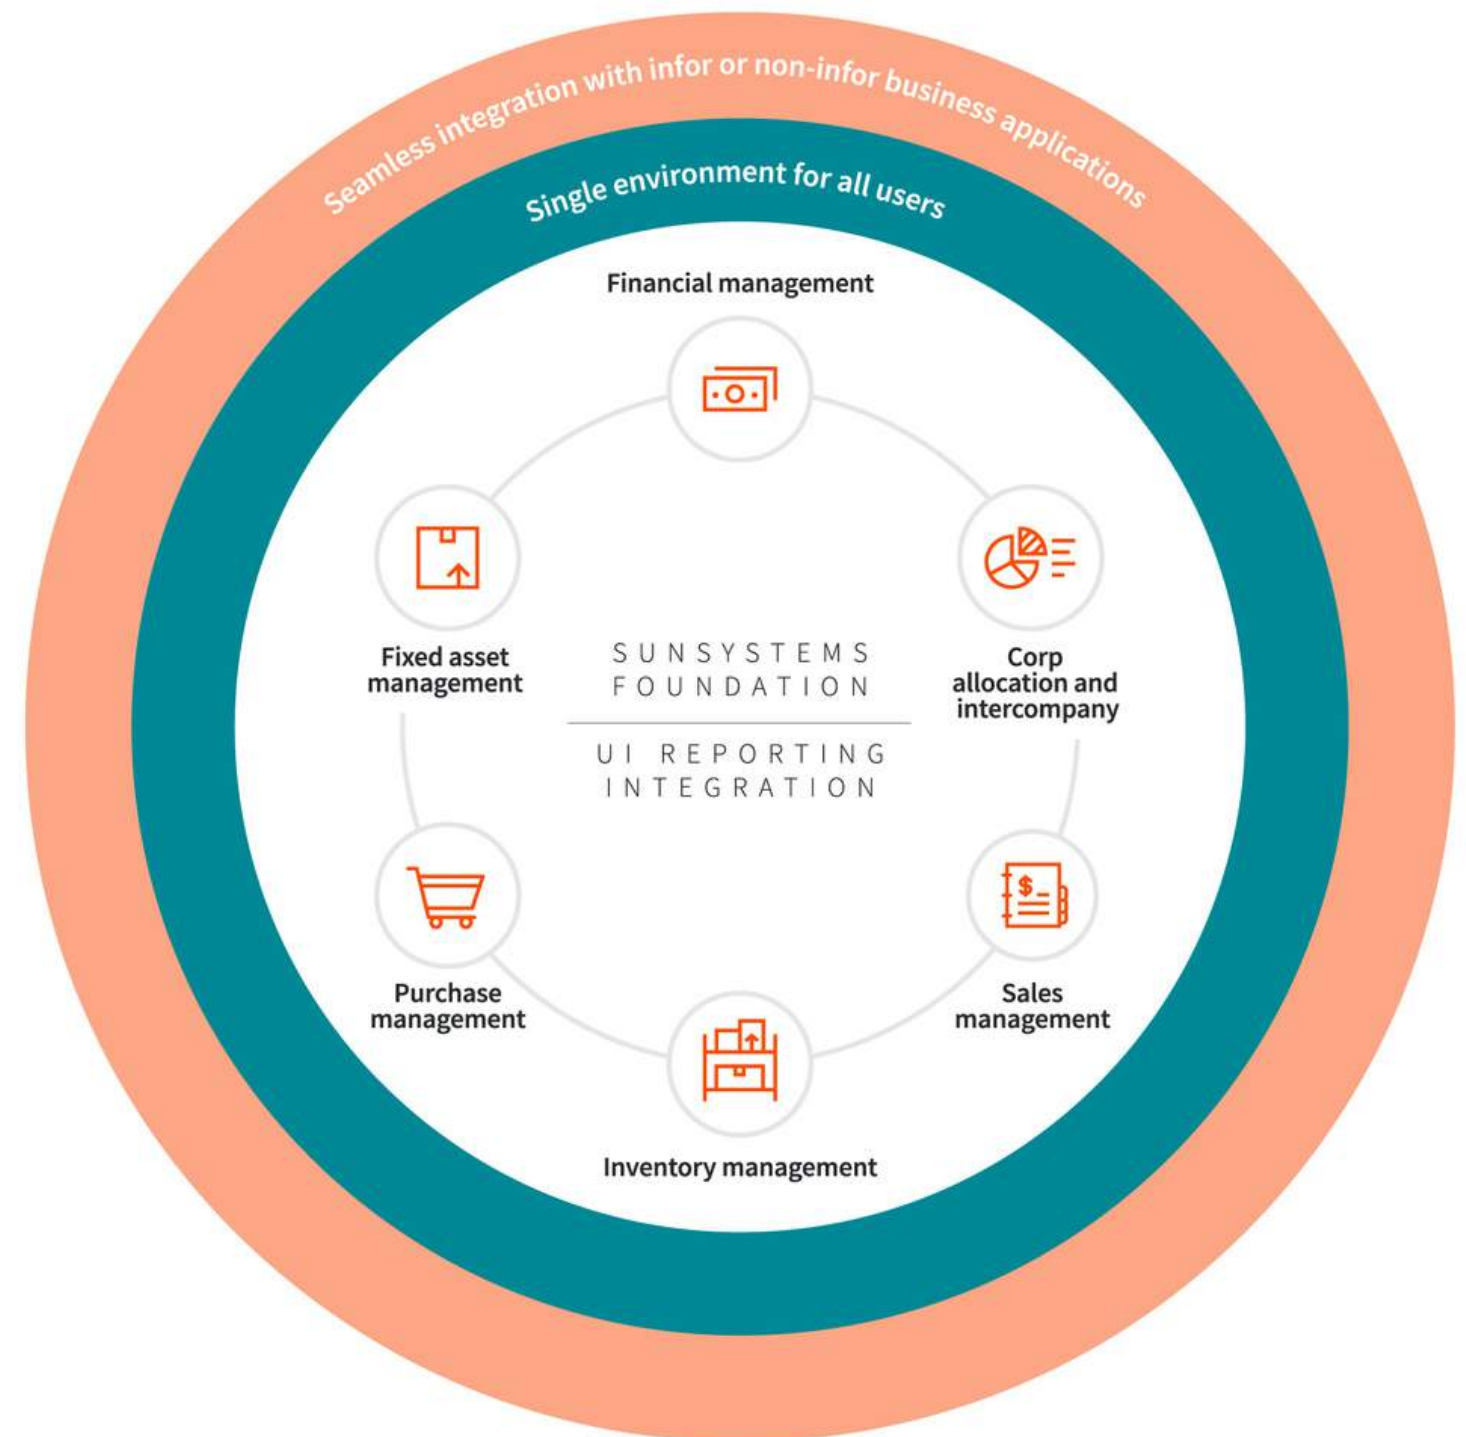 Seamless integration with infor or non-infor business applications
Single environment for all users
Financial management
Fixed asset
management
SUNSYSTEMS
FOUNDATION
UI REPORTING
INTEGRATION
Corp
allocation and
intercompany
Purchase
management
Sales
management
Inventory management
$